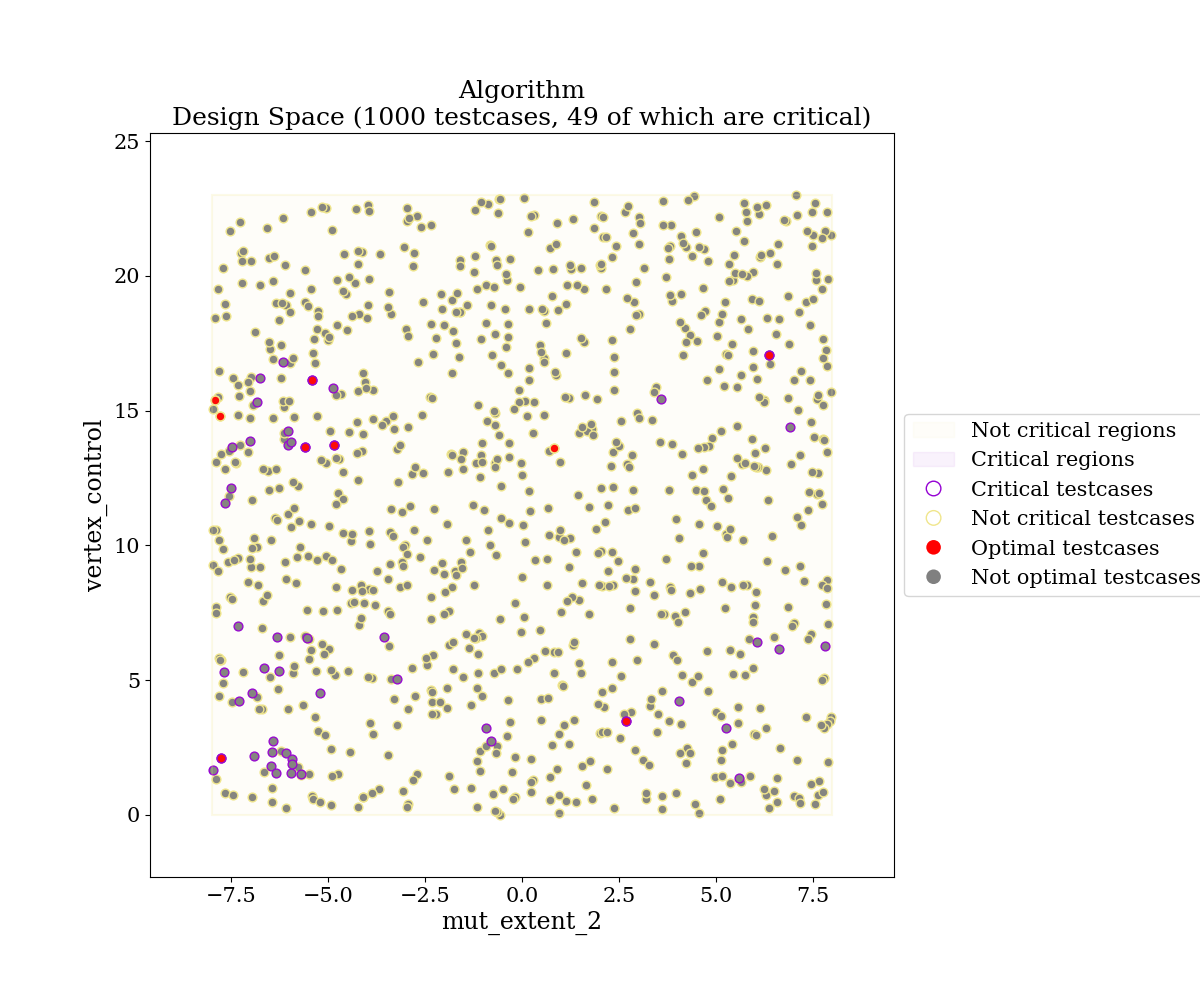 Algorithm
Design Space (1000 testcases, 49 of which are critical)
25
20
15
10
5
0
vertex_control
−7.5 −5.0 −2.5 0.0 2.5 5.0 7.5
mut_extent_2
Not critical regions
Critical regions
Critical testcases
Not critical testcases
Optimal testcases
Not optimal testcases